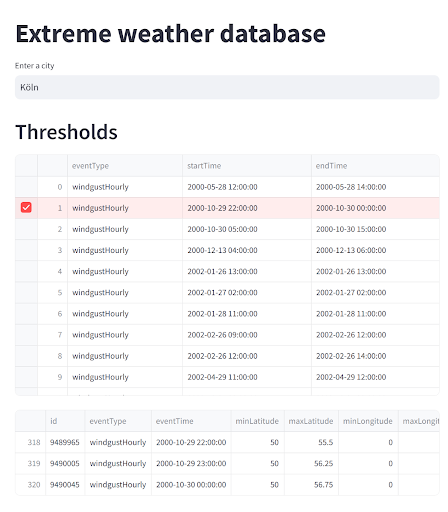 Extreme weather database
Enter a city
Köln
Thresholds
eventType startTime endTime
0 windgustHourly 2000-05-28 12:00:00 2000-05-28 14:00:00
1 windgustHourly 2000-10-29 22:00:00 2000-10-30 00:00:00
2 windgustHourly 2000-10-30 05:00:00 2000-10-30 15:00:00
3 windgustHourly 2000-12-13 04:00:00 2000-12-13 06:00:00
4 windgustHourly 2002-01-26 13:00:00 2002-01-26 13:00:00
5 windgustHourly 2002-01-27 02:00:00 2002-01-27 02:00:00
6 windgustHourly 2002-01-28 11:00:00 2002-01-28 11:00:00
7 windgustHourly 2002-02-26 09:00:00 2002-02-26 12:00:00
8 windgustHourly 2002-02-26 12:00:00 2002-02-26 14:00:00
9 windgustHourly 2002-04-29 11:00:00 2002-04-29 12:00:00
id eventType eventTime minLatitude maxLatitude minLongitude maxLongit
318 9489965 windgustHourly 2000-10-29 22:00:00 50 55.5 0
319 9490005 windgustHourly 2000-10-29 23:00:00 50 56.25 0
320 9490045 windgustHourly 2000-10-30 00:00:00 50 56.75 0